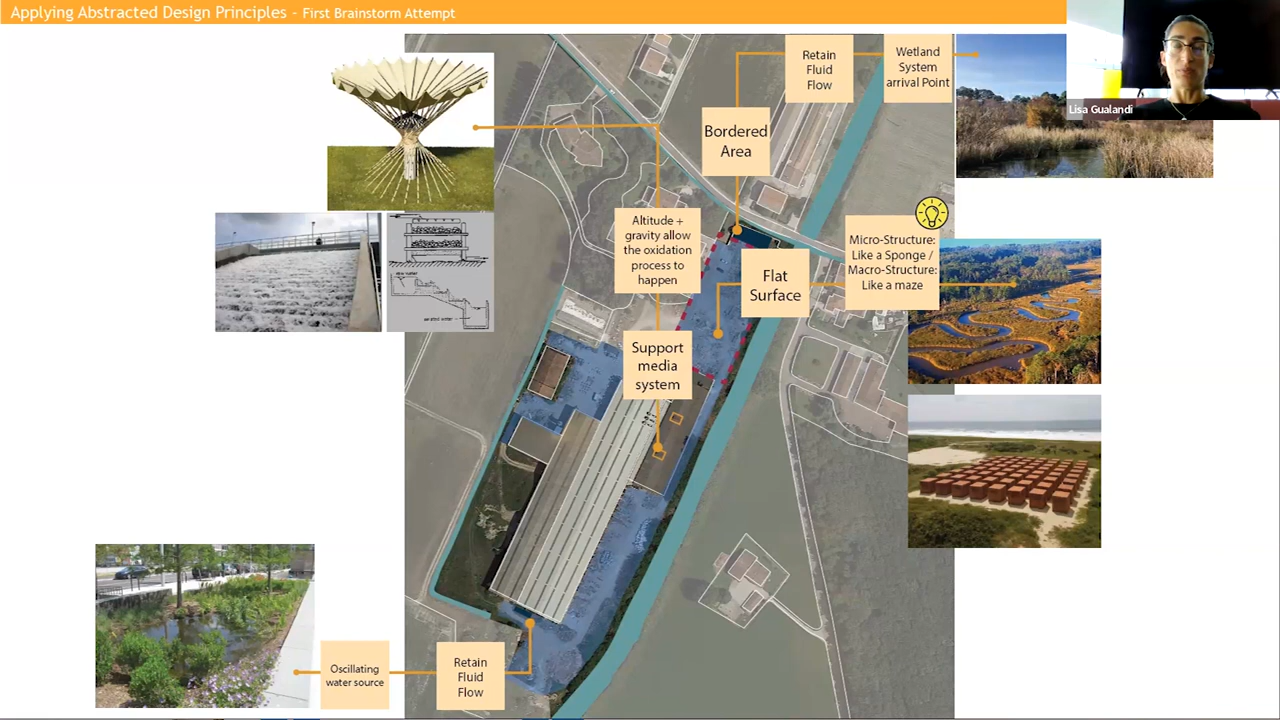 Applying Abstracted Design Principles - First Brainstorm Attempt
Lisa Gualandi
Retain
Fluid
Flow
Wetland
System
arrival Point
Bordered
Area
Altitude +
gravity allow
the oxidation
process to
happen
Flat
Surface
Micro-Structure:
Like a Sponge /
Macro-Structure:
Like a maze
Support
media
system
Oscillating
water source
Retain
Fluid
Flow